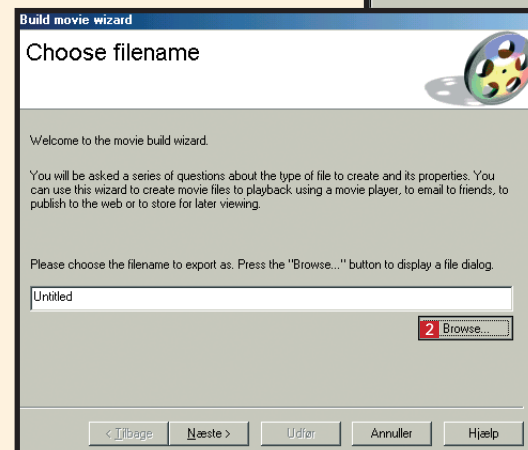 Build movie wizard
Choose filename
Welcome to the movie build wizard.
You will be asked a series of questions about the type of file to create and its properties. You
can use this wizard to create movie files to playback using a movie player, to email to friends, to
publish to the web or to store for later viewing.
Please choose the filename to export as. Press the "Browse..." button to display a file dialog.
Untitled
2 Browse...
< Tilbage Næste > Udfør Annuller Hjælp